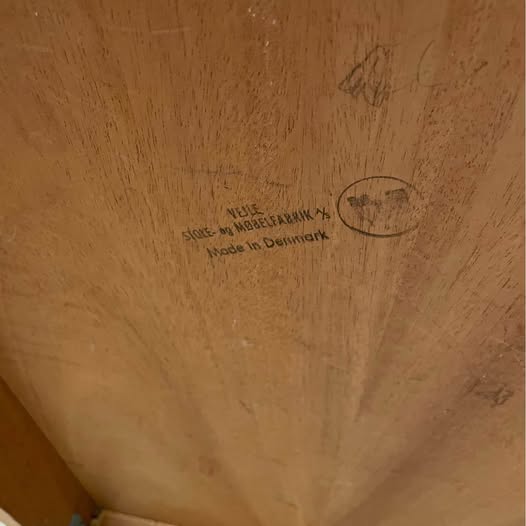 VEJLE
STOLE- og MØBELFABRIK A/S
Made in Denmark